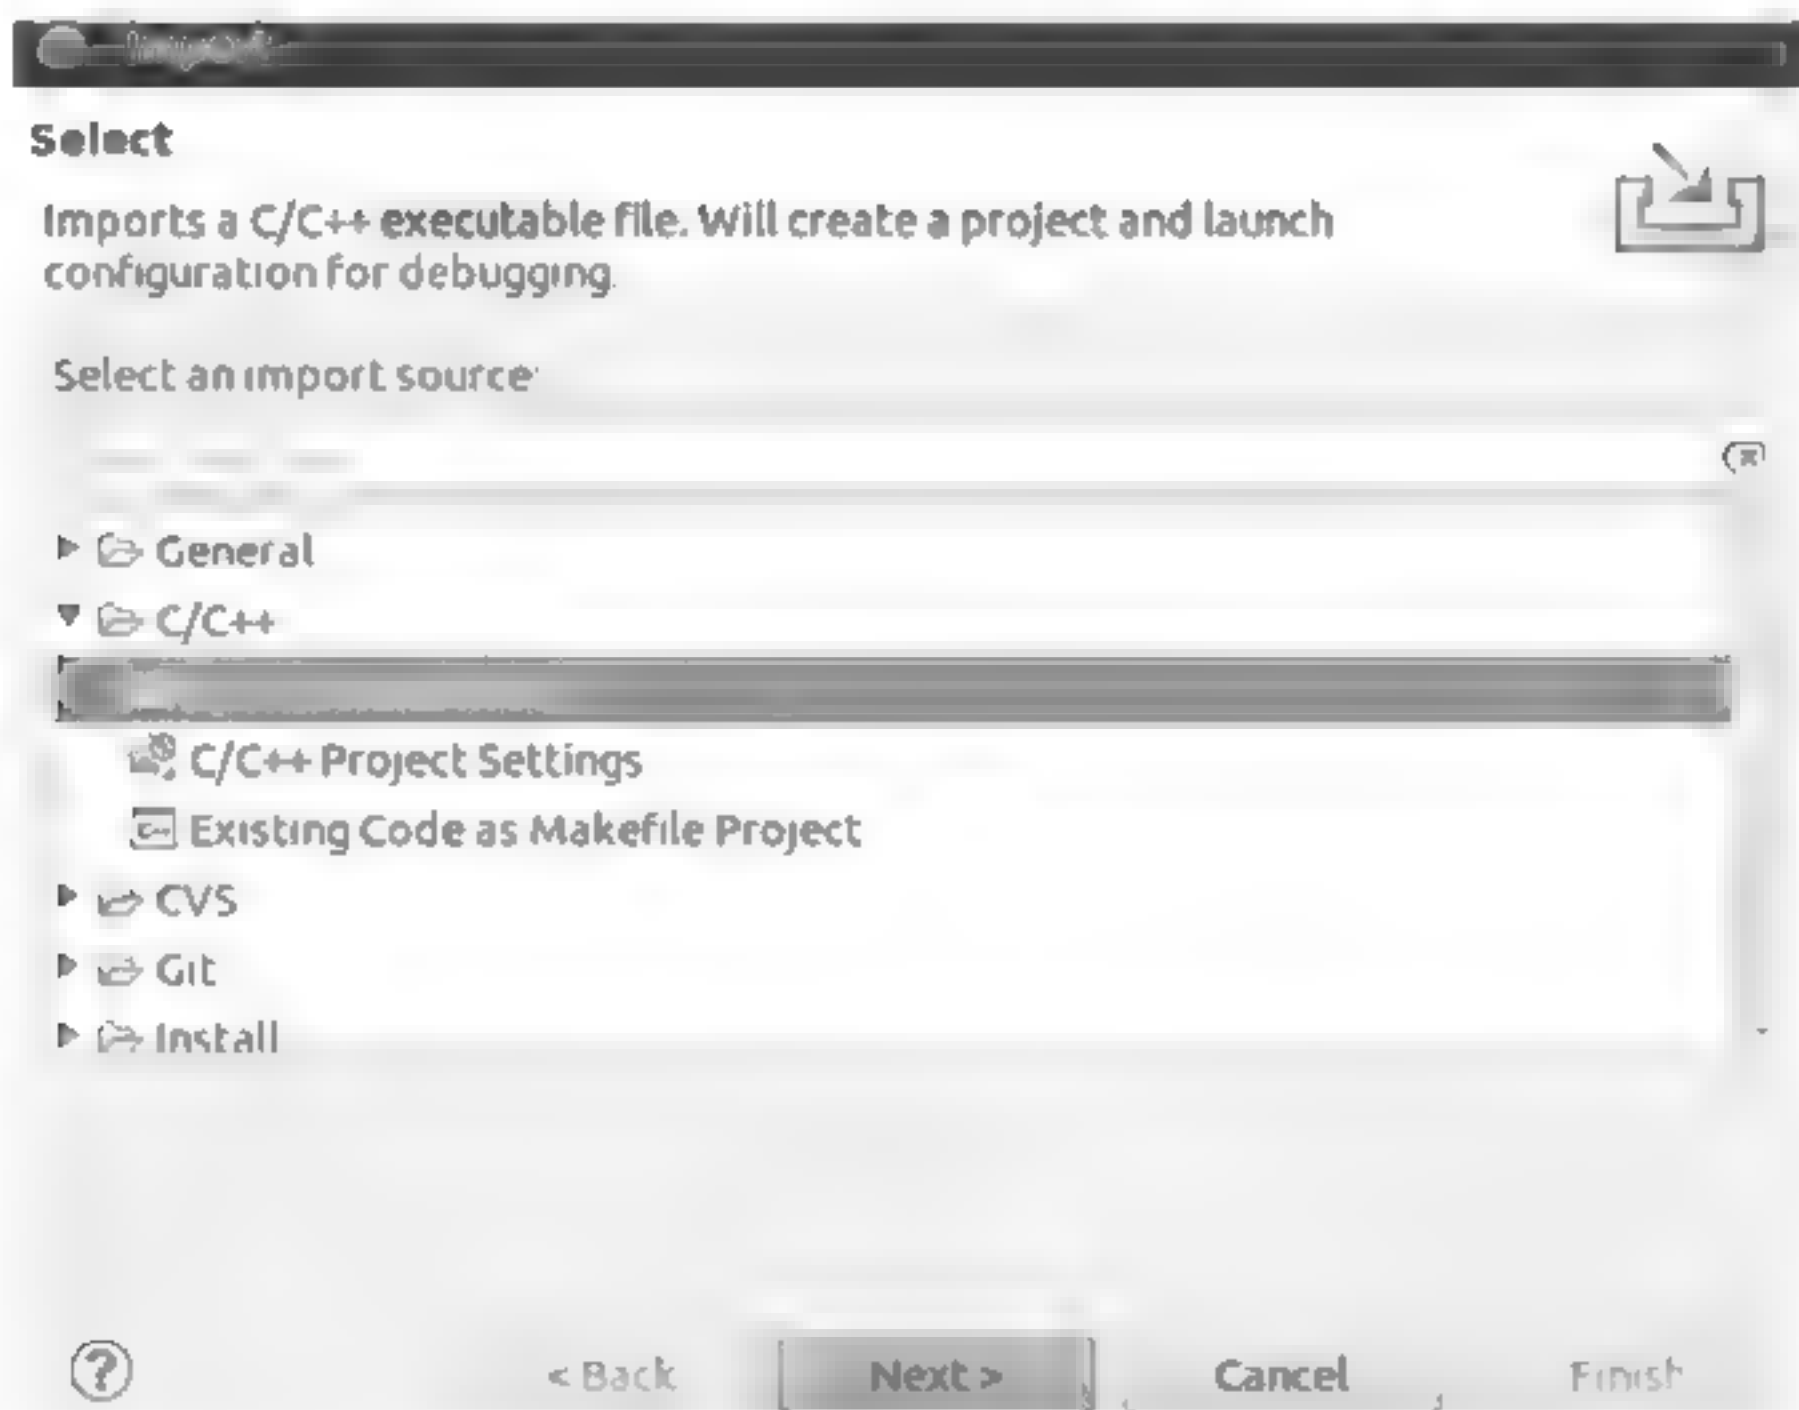 Import
Select
Imports a C/C++ executable file. Will create a project and launch
configuration for debugging.
Select an import source:
General
C/C++
C/C++ Project Settings
Existing Code as Makefile Project
CVS
Git
Install
< Back Next > Cancel Finish